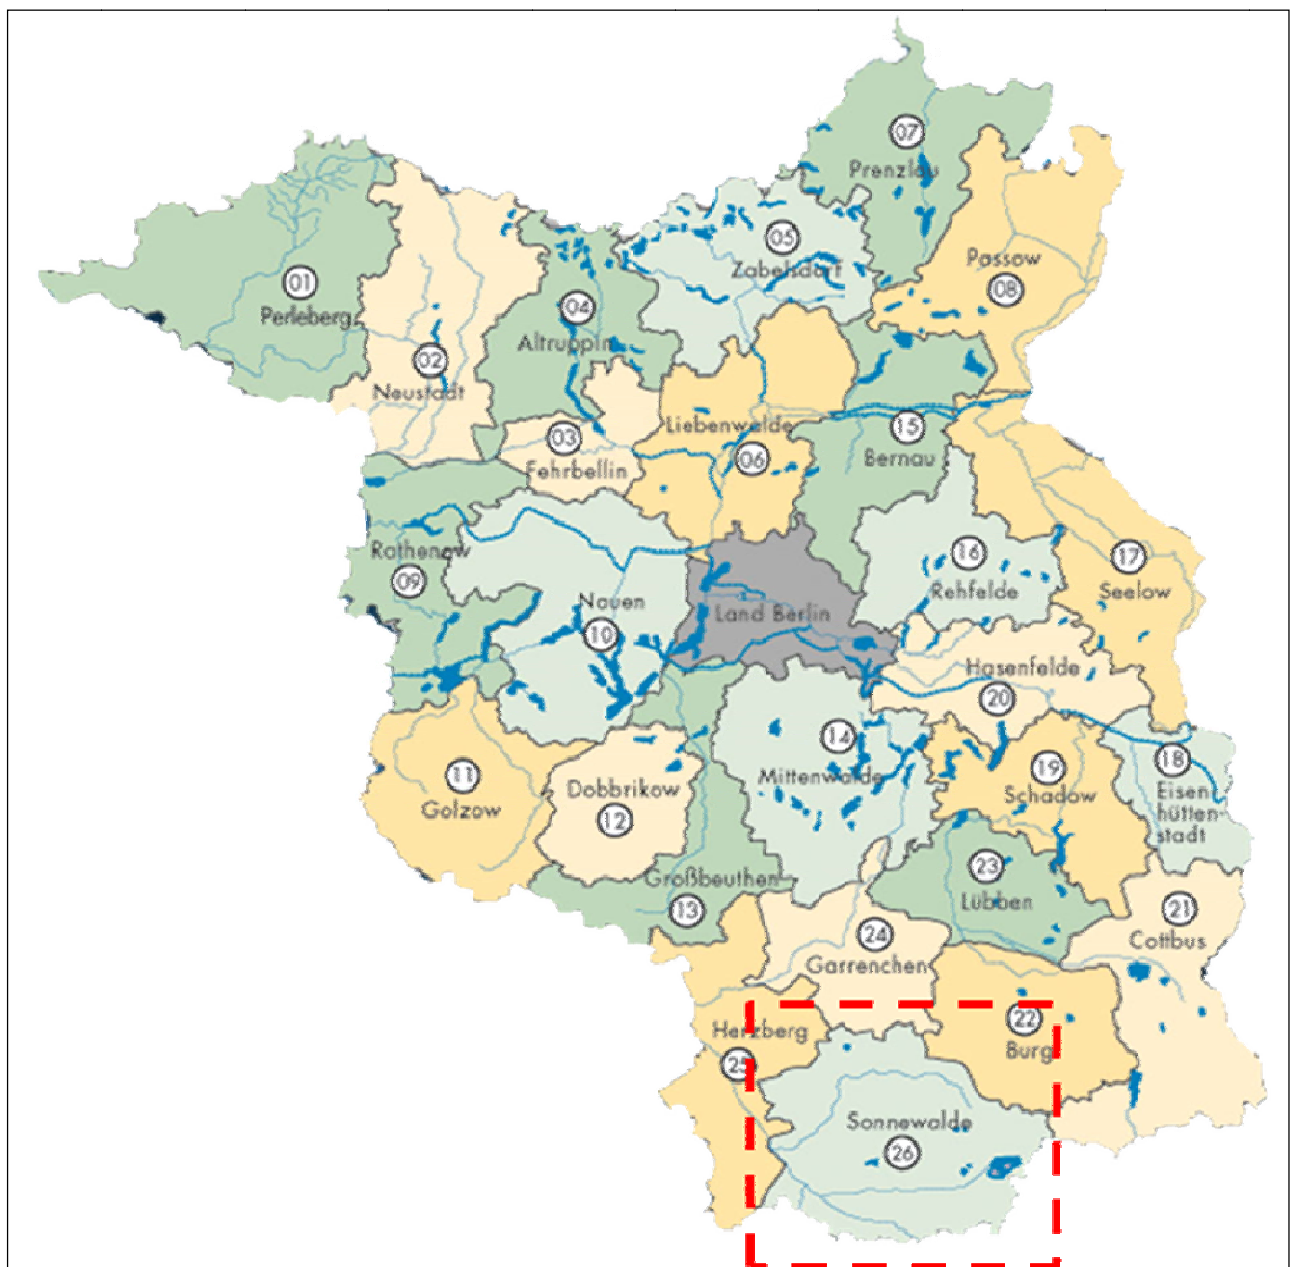 07
Prenzlau
05
Zabelsdorf
Passow
08
01
Perleberg
04
Altruppin
02
Neustadt
03
Fehrbellin
Liebenwalde
06
15
Bernau
Rathenow
09
Nauen
10
Land Berlin
16
Rehfelde
17
Seelow
Hasenfelde
20
11
Golzow
Dobbrikow
12
14
Mittenwalde
19
Schadow
18
Eisen
hütten-
stadt
Großbeuthen
13
23
Lübben
21
Cottbus
24
Garrenchen
Herzberg
25
22
Burg
Sonnewalde
26